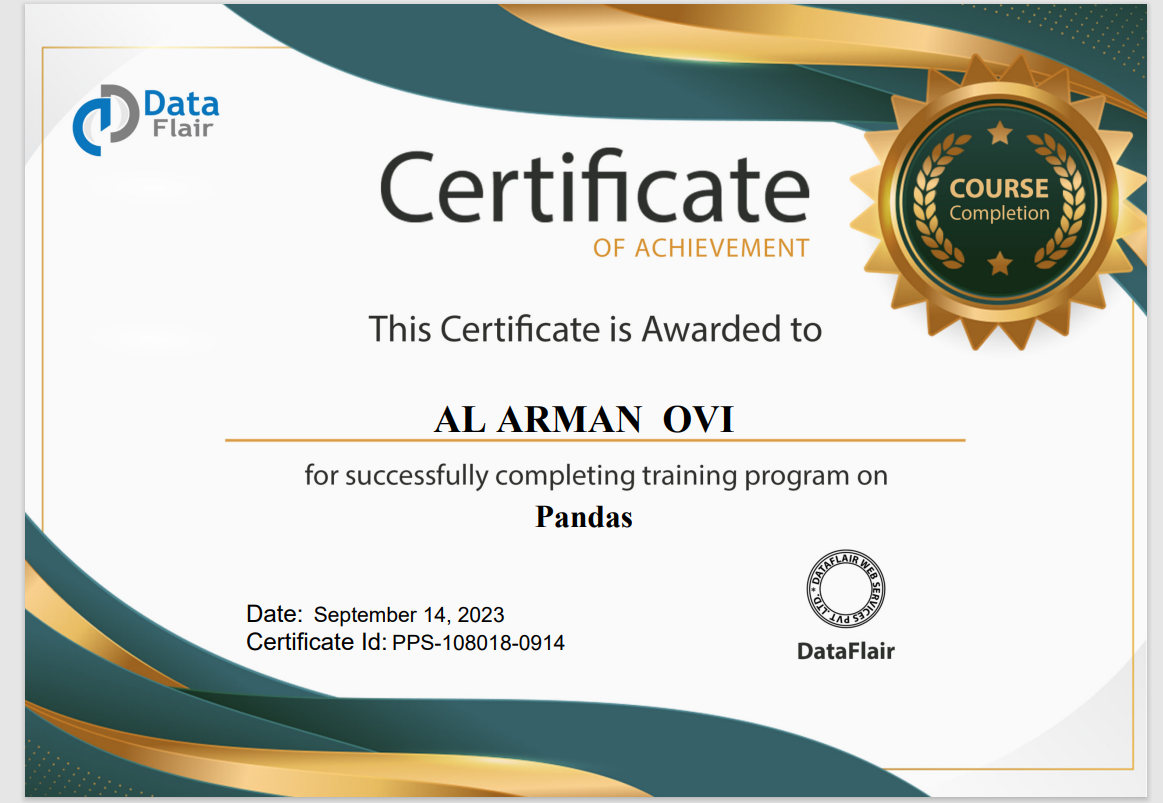 Data
Flair
Certificate
OF ACHIEVEMENT
COURSE
Completion
This Certificate is Awarded to
AL ARMAN OVI
for successfully completing training program on
Pandas
Date: September 14, 2023
Certificate Id: PPS-108018-0914
* DATAFLAIR WEB SERVICES PVT .LTD.
DataFlair